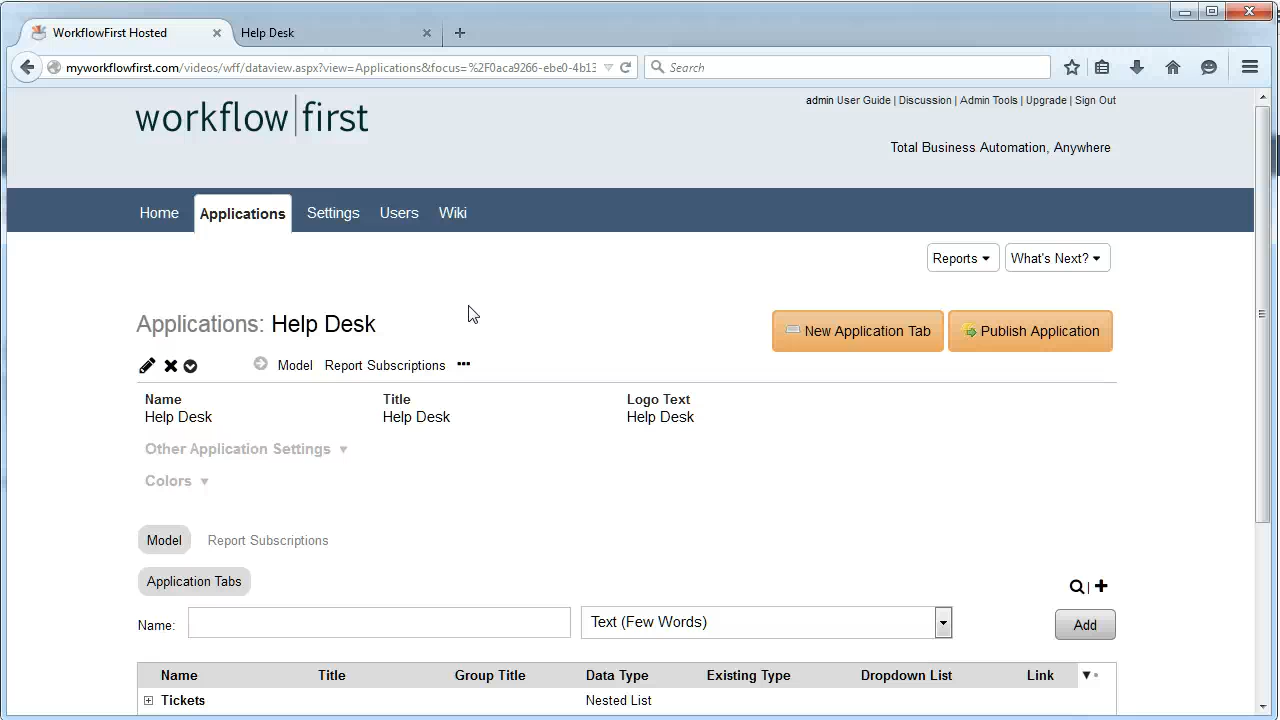 WorkflowFirst Hosted
Help Desk
myworkflowfirst.com/videos/wff/dataview.aspx?view=Applications&focus=%2F0aca9266-ebe0-4b13
Search
workflow|first
admin User Guide | Discussion | Admin Tools | Upgrade | Sign Out
Total Business Automation, Anywhere
Home Applications Settings Users Wiki
Reports What's Next?
Applications: Help Desk
New Application Tab Publish Application
Model Report Subscriptions
Name Title Logo Text
Help Desk Help Desk Help Desk
Other Application Settings
Colors
Model Report Subscriptions
Application Tabs
Name: Text (Few Words) Add
Name Title Group Title Data Type Existing Type Dropdown List Link
Tickets Nested List